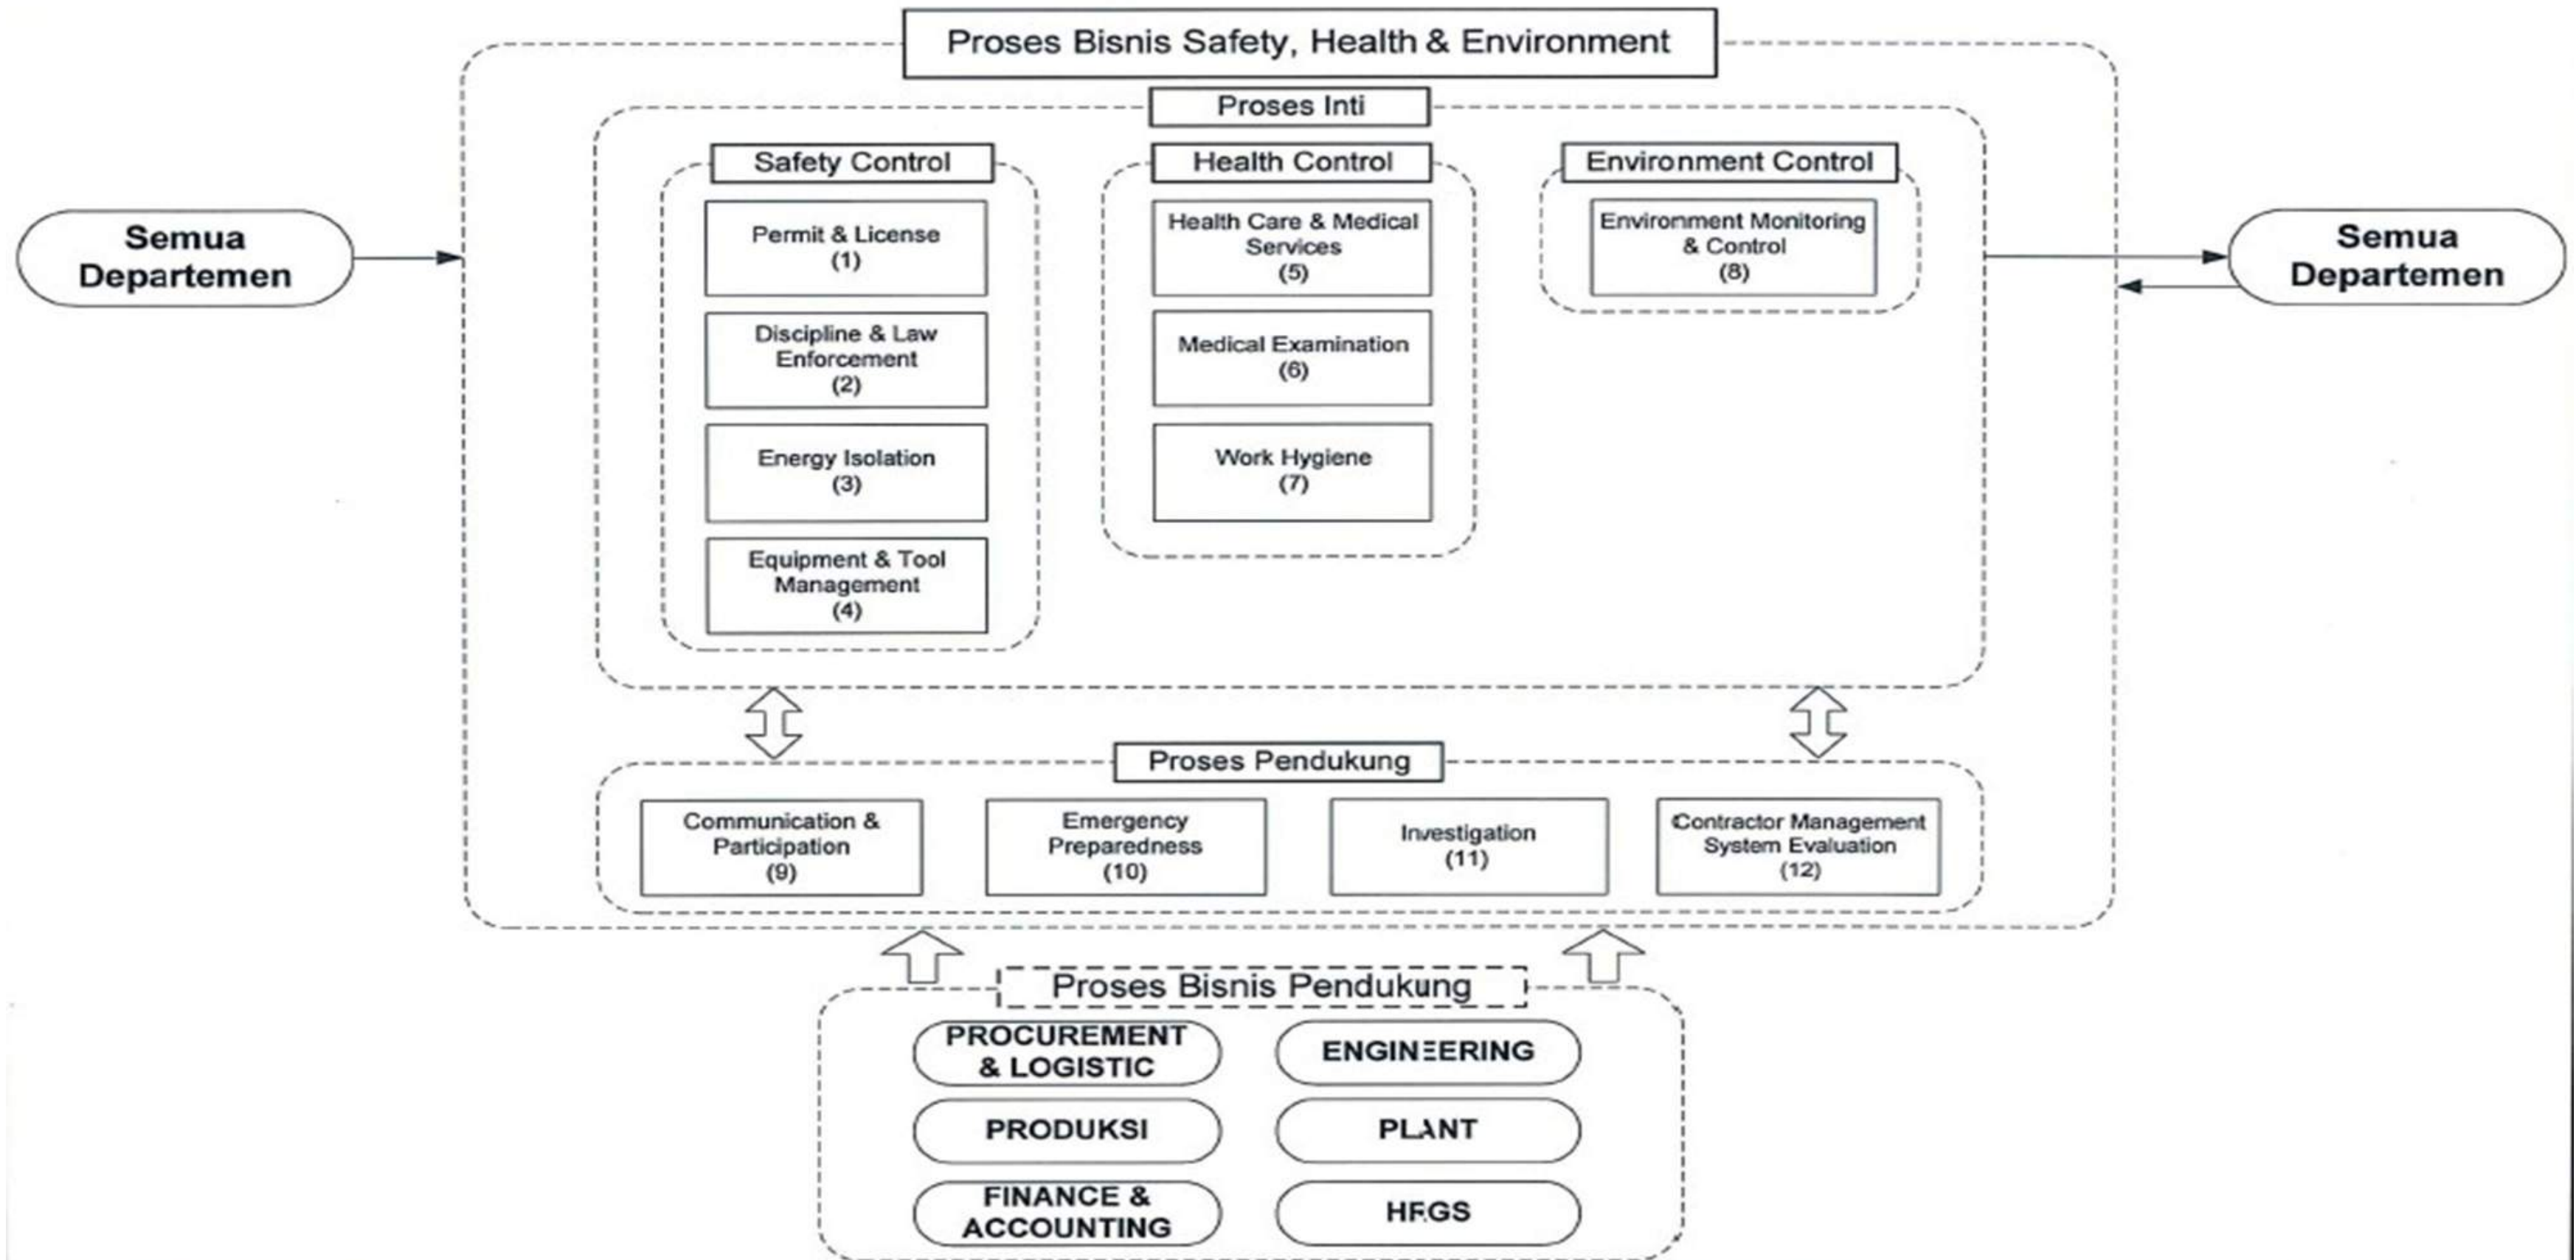 Proses Bisnis Safety, Health & Environment
Proses Inti
Safety Control
Health Control
Environment Control
Semua
Departemen
Permit & License
(1)
Discipline & Law
Enforcement
(2)
Energy Isolation
(3)
Equipment & Tool
Management
(4)
Health Care & Medical
Services
(5)
Medical Examination
(6)
Work Hygiene
(7)
Environment Monitoring
& Control
(8)
Semua
Departemen
Proses Pendukung
Communication &
Participation
(9)
Emergency
Preparedness
(10)
Investigation
(11)
Contractor Management
System Evaluation
(12)
Proses Bisnis Pendukung
PROCUREMENT
& LOGISTIC
ENGINEERING
PRODUKSI
PLANT
FINANCE &
ACCOUNTING